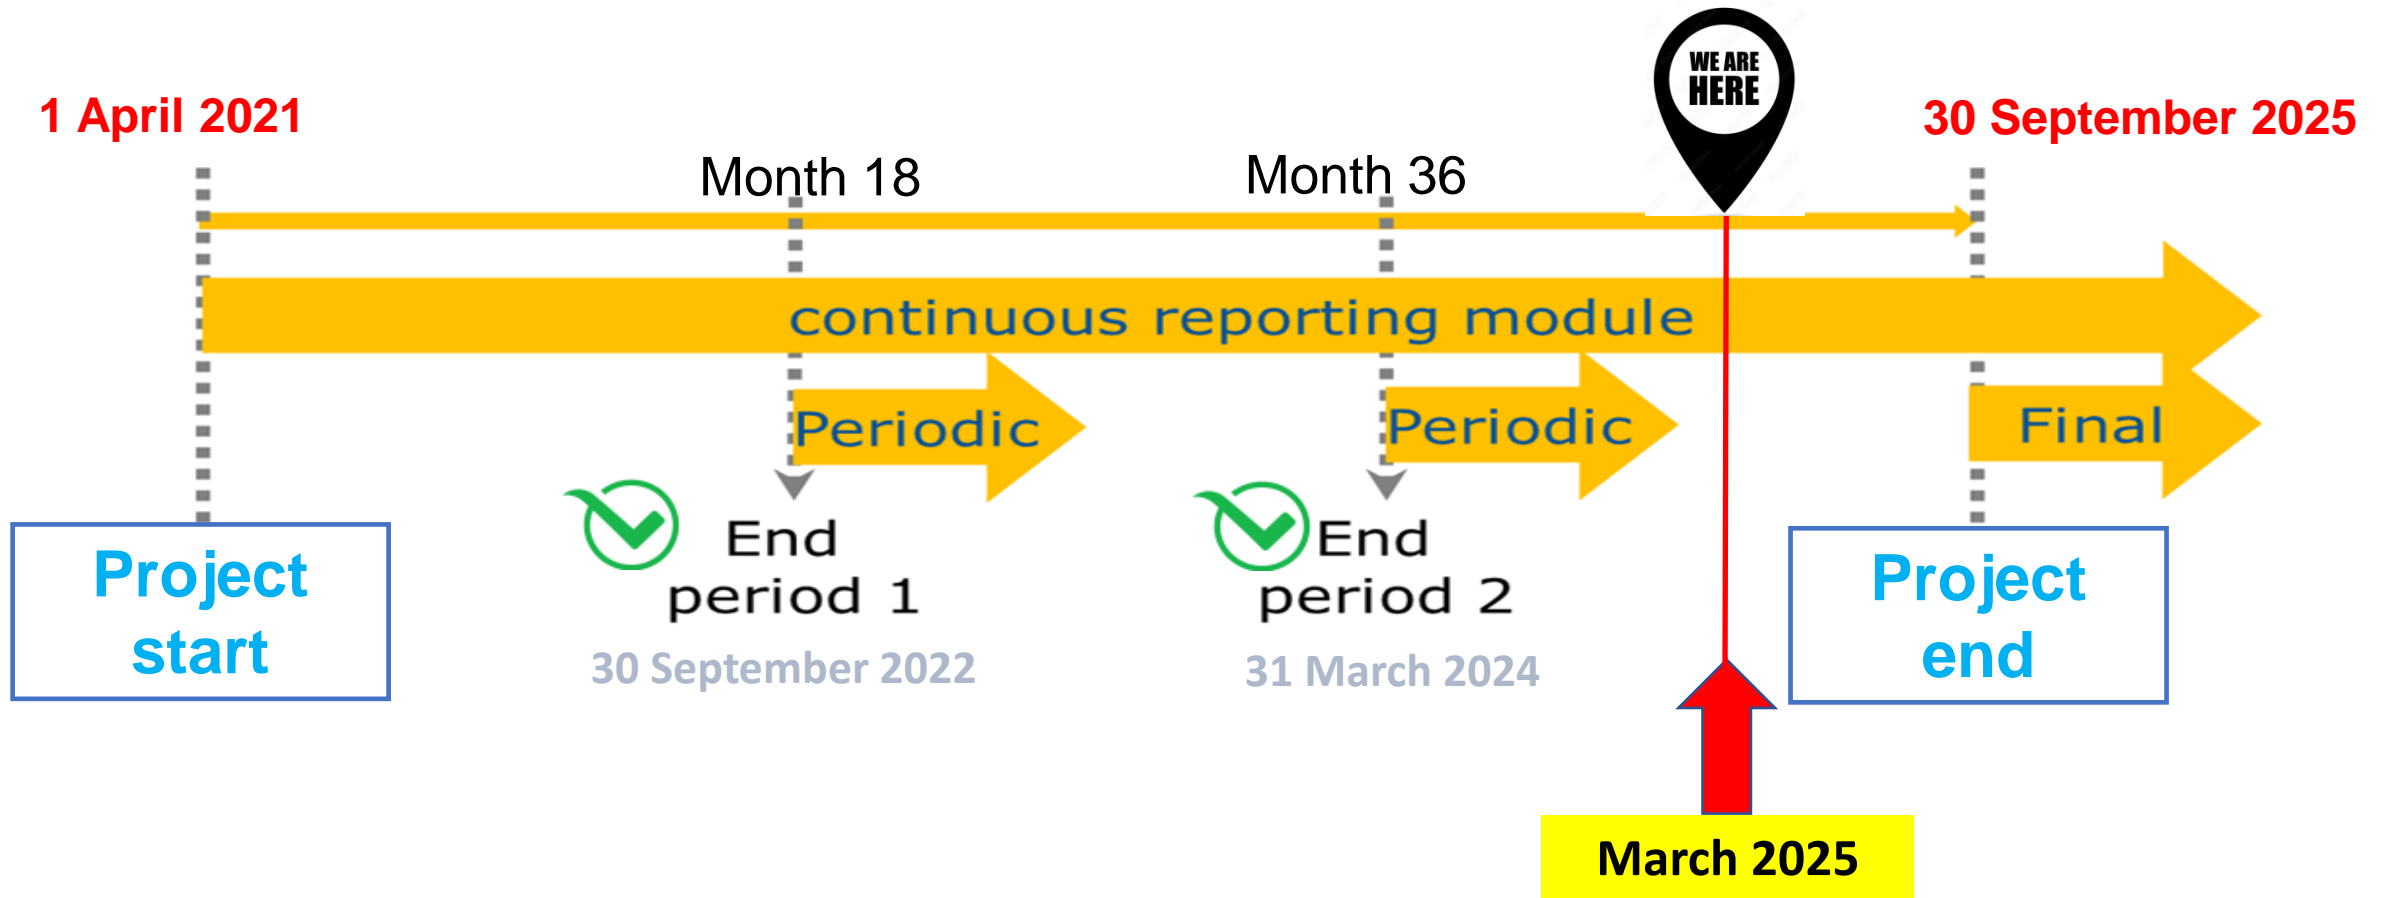 WE ARE
HERE
1 April 2021
30 September 2025
Month 18
Month 36
continuous reporting module
Periodic
Periodic
Final
End
period 1
30 September 2022
End
period 2
31 March 2024
Project
start
Project
end
March 2025